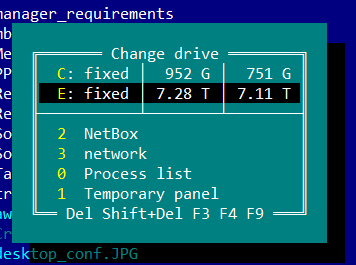 manager_requirements
Change drive
C: fixed 952 G 751 G
E: fixed 7.28 T 7.11 T
2 NetBox
3 network
0 Process list
1 Temporary panel
Del Shift+Del F3 F4 F9
desktop_conf.JPG